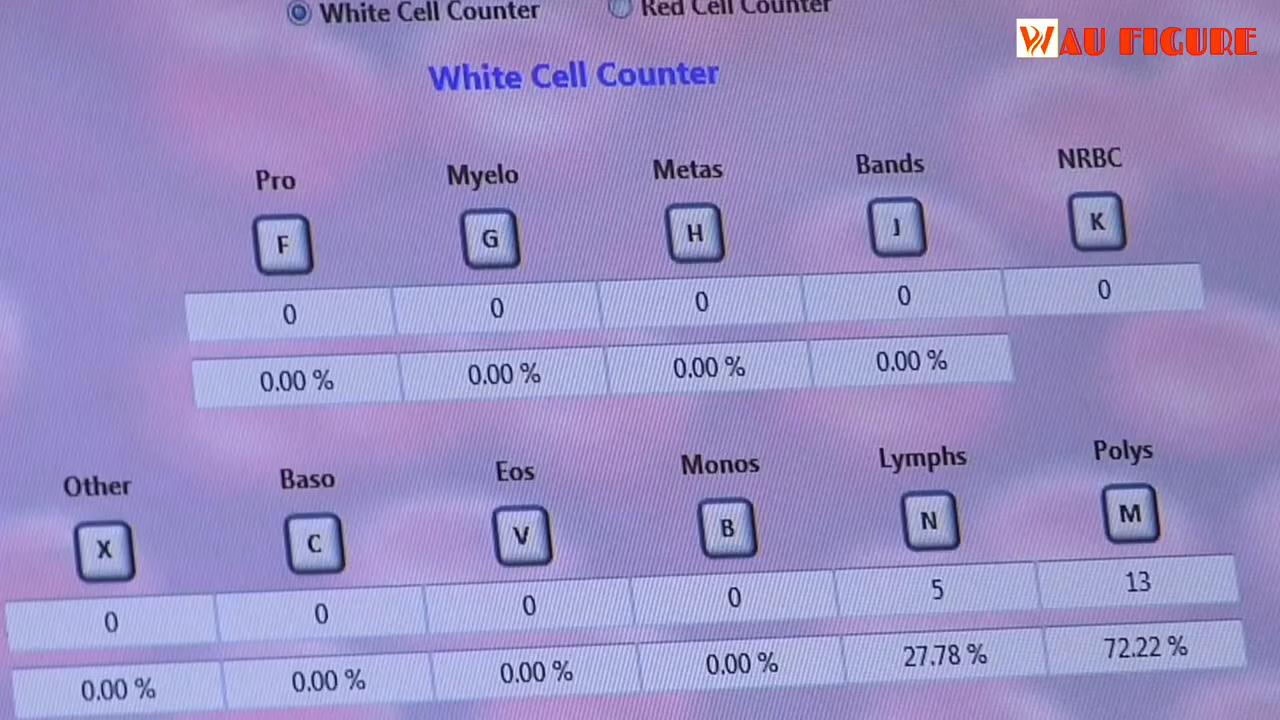 White Cell Counter Red Cell Counter
WAU FIGURE
White Cell Counter
Pro Myelo Metas Bands NRBC
F G H J K
0 0 0 0 0
0.00 % 0.00 % 0.00 % 0.00 %
Other Baso Eos Monos Lymphs Polys
X C V B N M
0 0 0 0 5 13
0.00 % 0.00 % 0.00 % 0.00 % 27.78 % 72.22 %